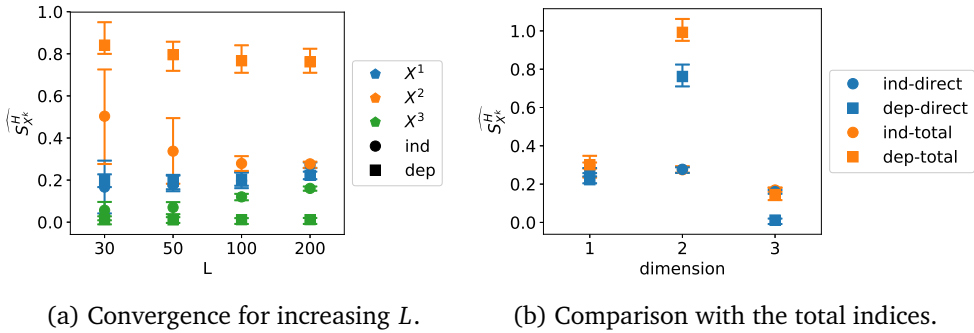 1.0
0.8
0.6
0.4
0.2
0.0
30 50 100 200
L
$\widehat{S^H_{X^k}}$
X^1
X^2
X^3
ind
dep
(a) Convergence for increasing L.
1.0
0.8
0.6
0.4
0.2
0.0
1 2 3
dimension
$\widehat{S^H_{X^k}}$
ind-direct
dep-direct
ind-total
dep-total
(b) Comparison with the total indices.